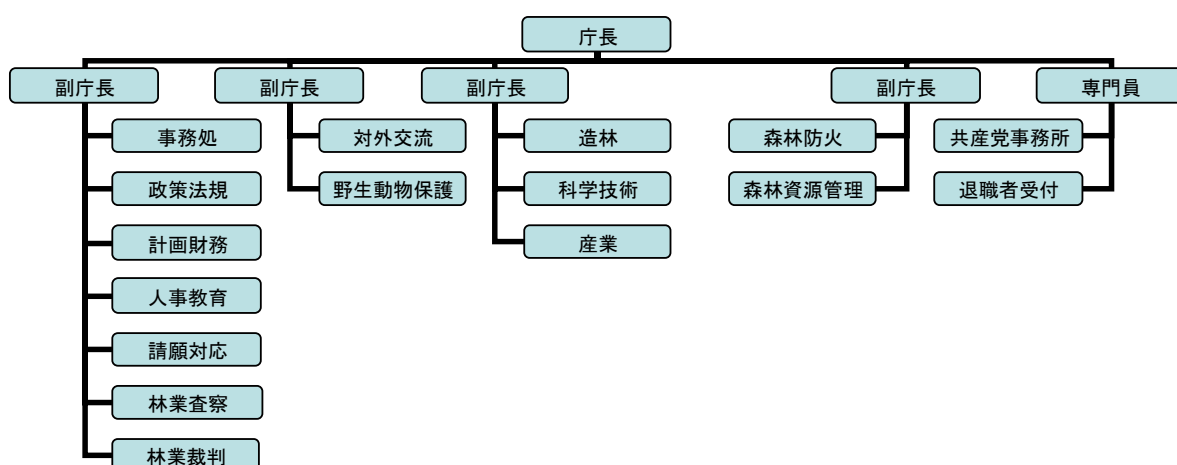 庁長
副庁長
副庁長
副庁長
副庁長
専門員
事務処
政策法規
計画財務
人事教育
請願対応
林業査察
林業裁判
対外交流
野生動物保護
造林
科学技術
産業
森林防火
森林資源管理
共産党事務所
退職者受付